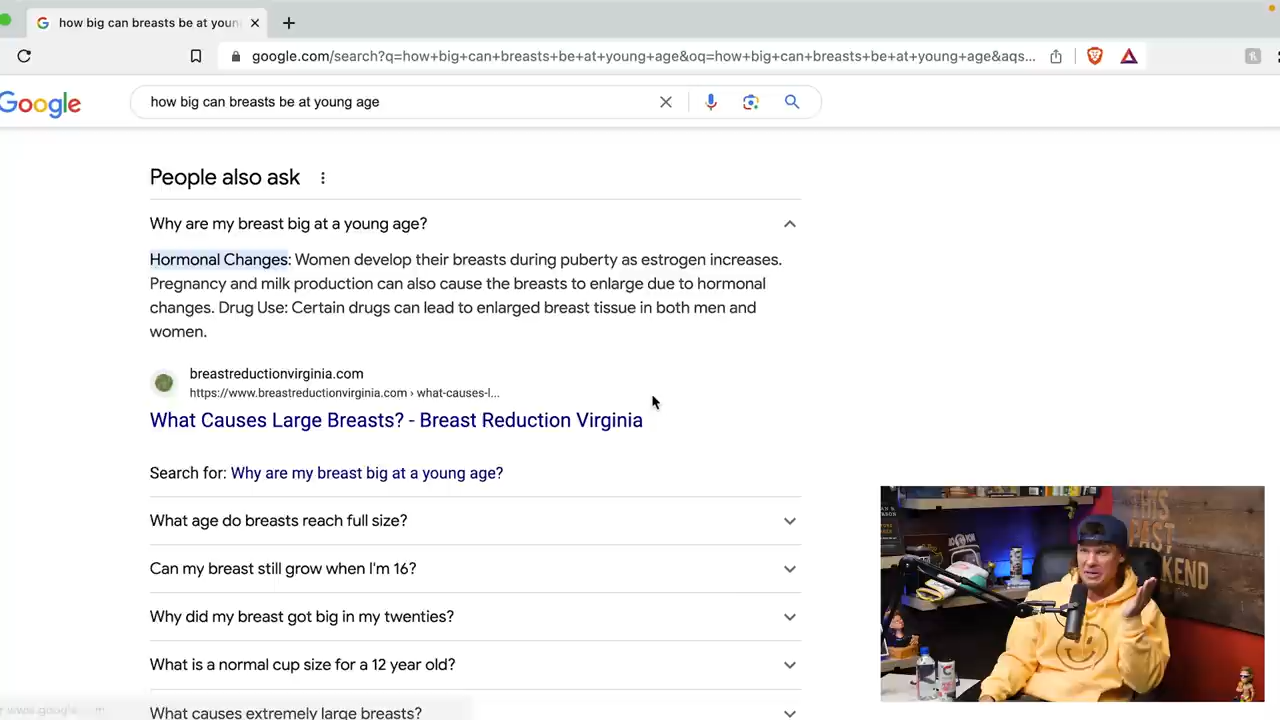 how big can breasts be at youn
google.com/search?q=how+big+can+breasts+be+at+young+age&oq=how+big+can+breasts+be+at+young+age&aqs...
Google
how big can breasts be at young age
People also ask
Why are my breast big at a young age?
Hormonal Changes: Women develop their breasts during puberty as estrogen increases.
Pregnancy and milk production can also cause the breasts to enlarge due to hormonal
changes. Drug Use: Certain drugs can lead to enlarged breast tissue in both men and
women.
breastreductionvirginia.com
https://www.breastreductionvirginia.com › what-causes-l...
What Causes Large Breasts? - Breast Reduction Virginia
Search for: Why are my breast big at a young age?
What age do breasts reach full size?
Can my breast still grow when I'm 16?
Why did my breast got big in my twenties?
What is a normal cup size for a 12 year old?
What causes extremely large breasts?
THIS
PAST
WEEKEND